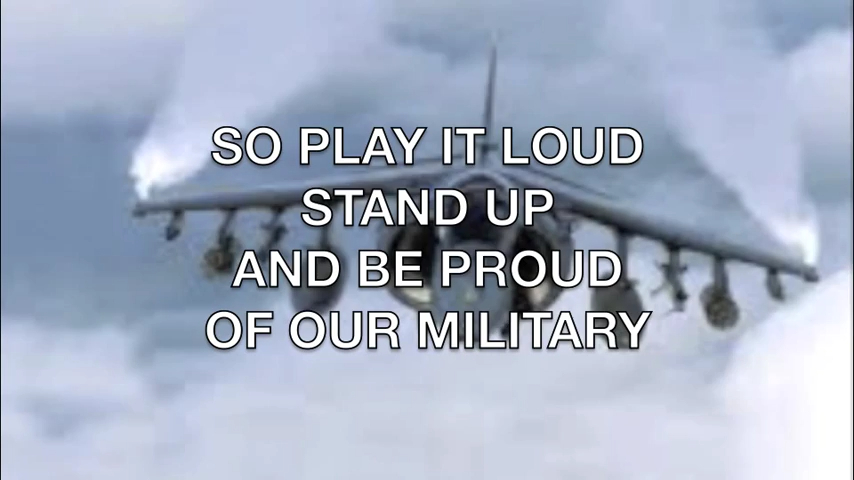 SO PLAY IT LOUD
STAND UP
AND BE PROUD
OF OUR MILITARY